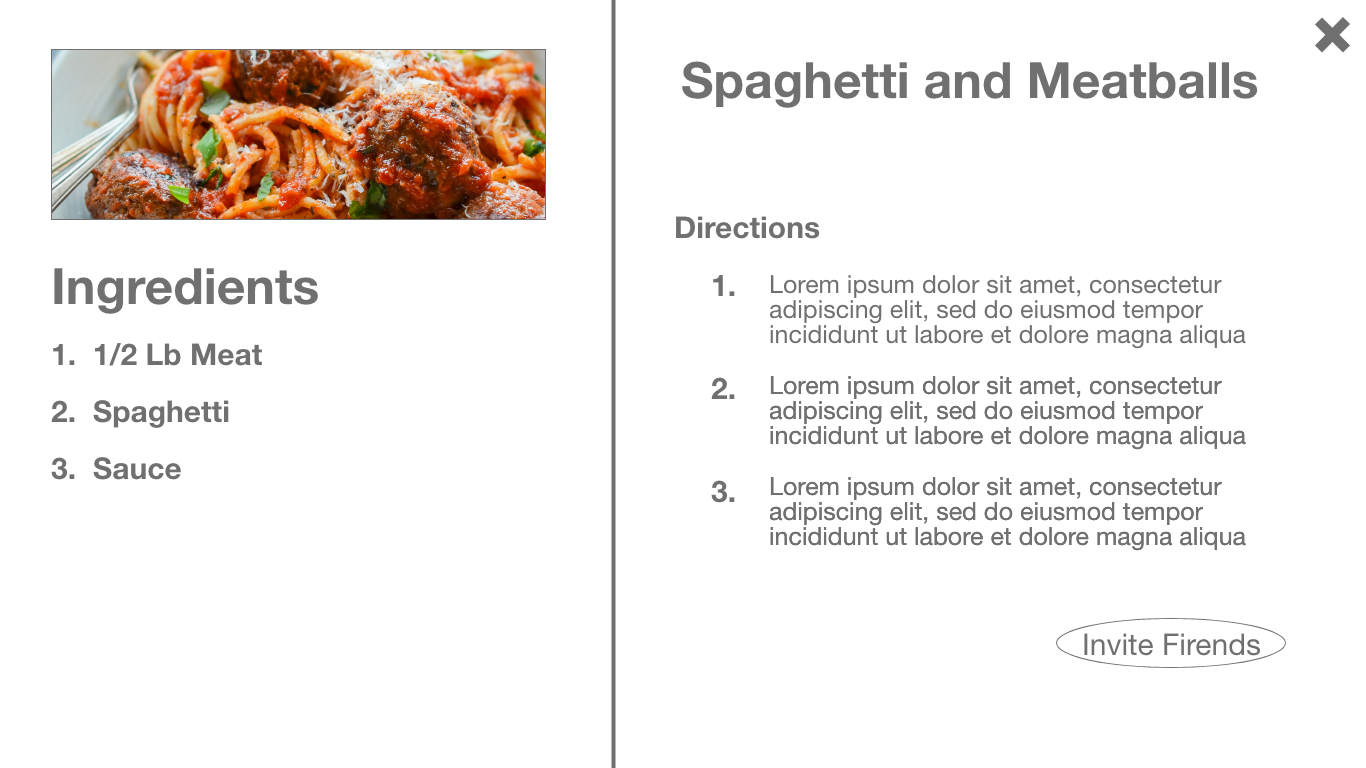 Ingredients
1. 1/2 Lb Meat
2. Spaghetti
3. Sauce
Spaghetti and Meatballs
Directions
1. Lorem ipsum dolor sit amet, consectetur
adipiscing elit, sed do eiusmod tempor
incididunt ut labore et dolore magna aliqua
2. Lorem ipsum dolor sit amet, consectetur
adipiscing elit, sed do eiusmod tempor
incididunt ut labore et dolore magna aliqua
3. Lorem ipsum dolor sit amet, consectetur
adipiscing elit, sed do eiusmod tempor
incididunt ut labore et dolore magna aliqua
Invite Firends